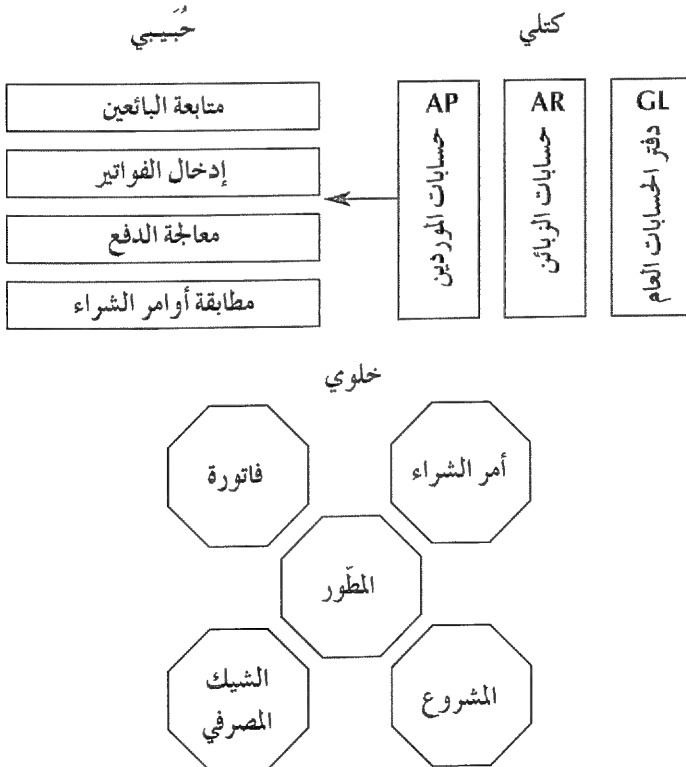 كتلي
حُبَيبي
GL
دفتر الحسابات العام
AR
حسابات الزبائن
AP
حسابات الموردين
متابعة البائعين
إدخال الفواتير
معالجة الدفع
مطابقة أوامر الشراء
خلوي
أمر الشراء
فاتورة
المطّور
المشروع
الشيك
المصرفي